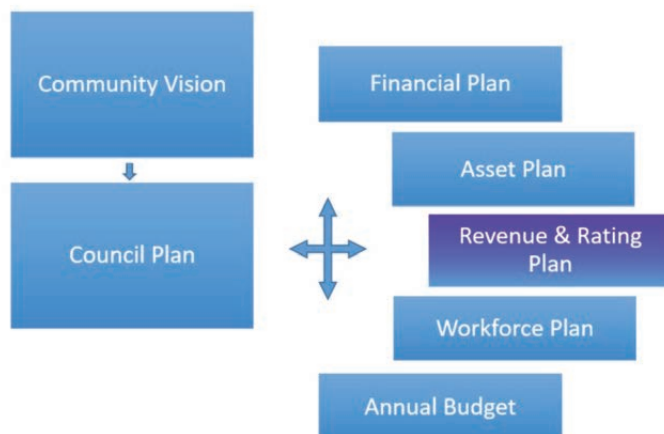 Community Vision
Council Plan
Financial Plan
Asset Plan
Revenue & Rating
Plan
Workforce Plan
Annual Budget